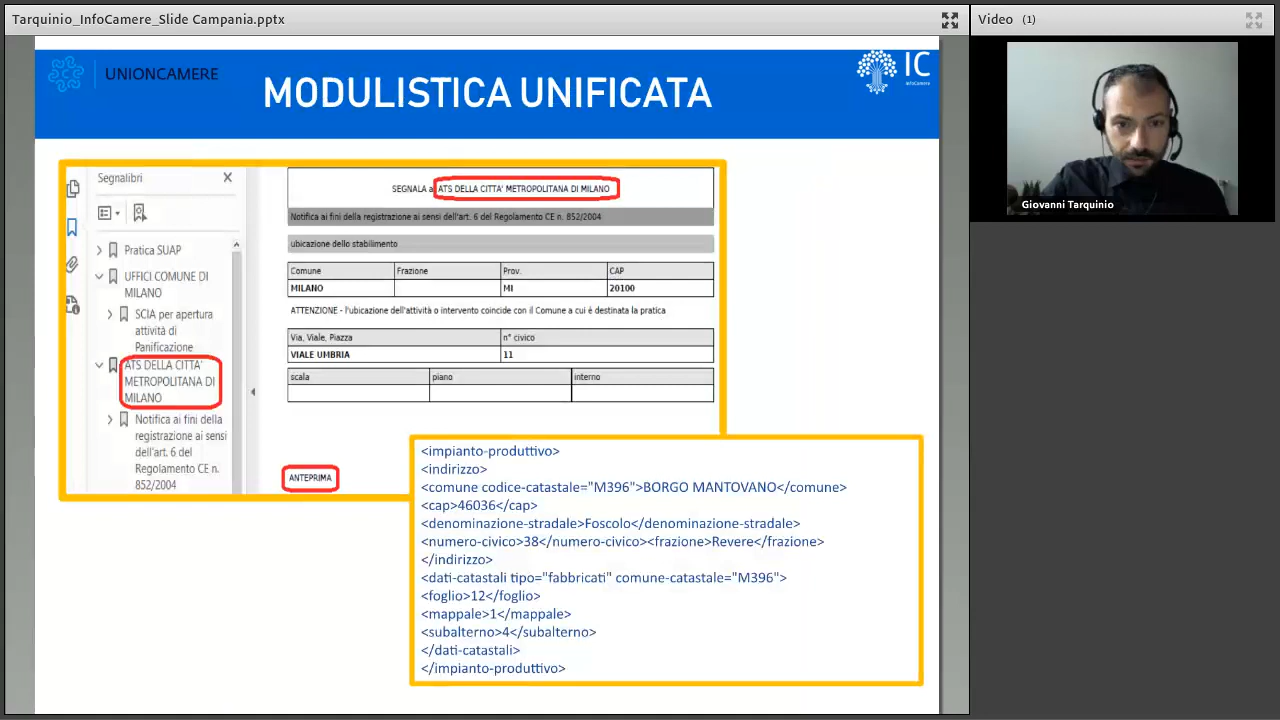 Tarquinio_InfoCamere_Slide Campania.pptx
Video (1)
UNIONCAMERE
MODULISTICA UNIFICATA
IC
InfoCamere
Giovanni Tarquinio
Segnalibri
Pratica SUAP
UFFICI COMUNE DI
MILANO
SCIA per apertura
attività di
Panificazione
ATS DELLA CITTA'
METROPOLITANA DI
MILANO
Notifica ai fini della
registrazione ai sensi
dell'art. 6 del
Regolamento CE n.
852/2004
SEGNALA a ATS DELLA CITTA' METROPOLITANA DI MILANO
Notifica ai fini della registrazione ai sensi dell'art. 6 del Regolamento CE n. 852/2004
ubicazione dello stabilimento
Comune Frazione Prov. CAP
MILANO MI 20100
ATTENZIONE - l'ubicazione dell'attività o intervento coincide con il Comune a cui è destinata la pratica
Via, Viale, Piazza n° civico
VIALE UMBRIA 11
scala piano interno
ANTEPRIMA
<impianto-produttivo>
<indirizzo>
<comune codice-catastale="M396">BORGO MANTOVANO</comune>
<cap>46036</cap>
<denominazione-stradale>Foscolo</denominazione-stradale>
<numero-civico>38</numero-civico><frazione>Revere</frazione>
</indirizzo>
<dati-catastali tipo="fabbricati" comune-catastale="M396">
<foglio>12</foglio>
<mappale>1</mappale>
<subalterno>4</subalterno>
</dati-catastali>
</impianto-produttivo>